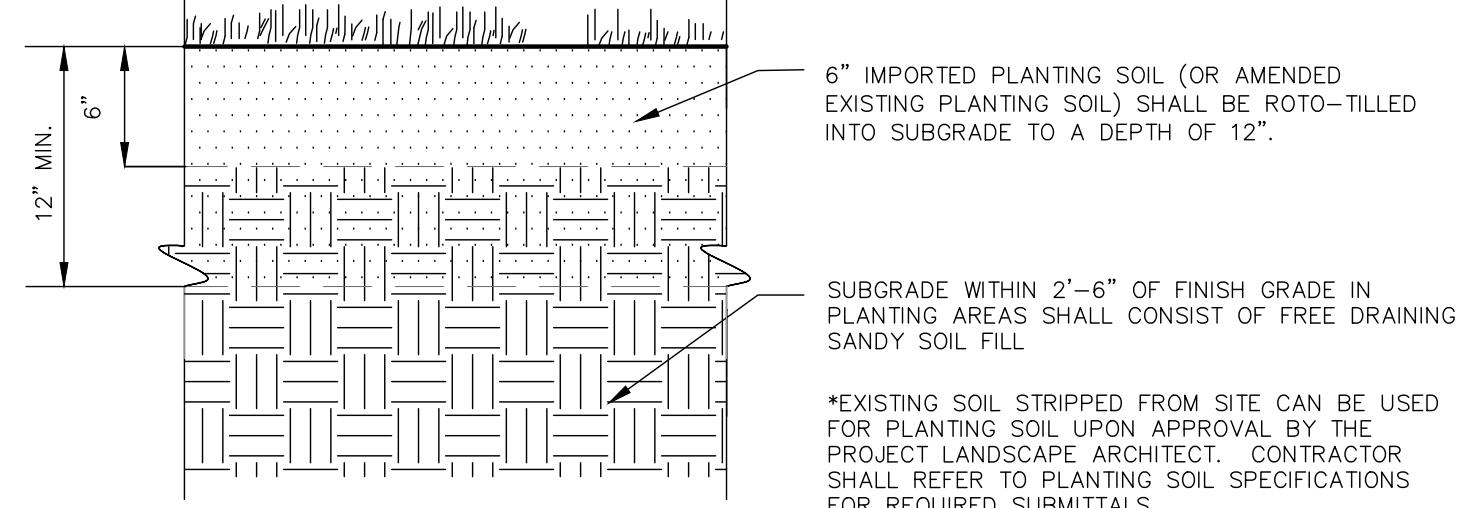 6" IMPORTED PLANTING SOIL (OR AMENDED
EXISTING PLANTING SOIL) SHALL BE ROTO-TILLED
INTO SUBGRADE TO A DEPTH OF 12".
6"
12" MIN.
SUBGRADE WITHIN 2'-6" OF FINISH GRADE IN
PLANTING AREAS SHALL CONSIST OF FREE DRAINING
SANDY SOIL FILL
*EXISTING SOIL STRIPPED FROM SITE CAN BE USED
FOR PLANTING SOIL UPON APPROVAL BY THE
PROJECT LANDSCAPE ARCHITECT. CONTRACTOR
SHALL REFER TO PLANTING SOIL SPECIFICATIONS
FOR REQUIRED SUBMITTALS